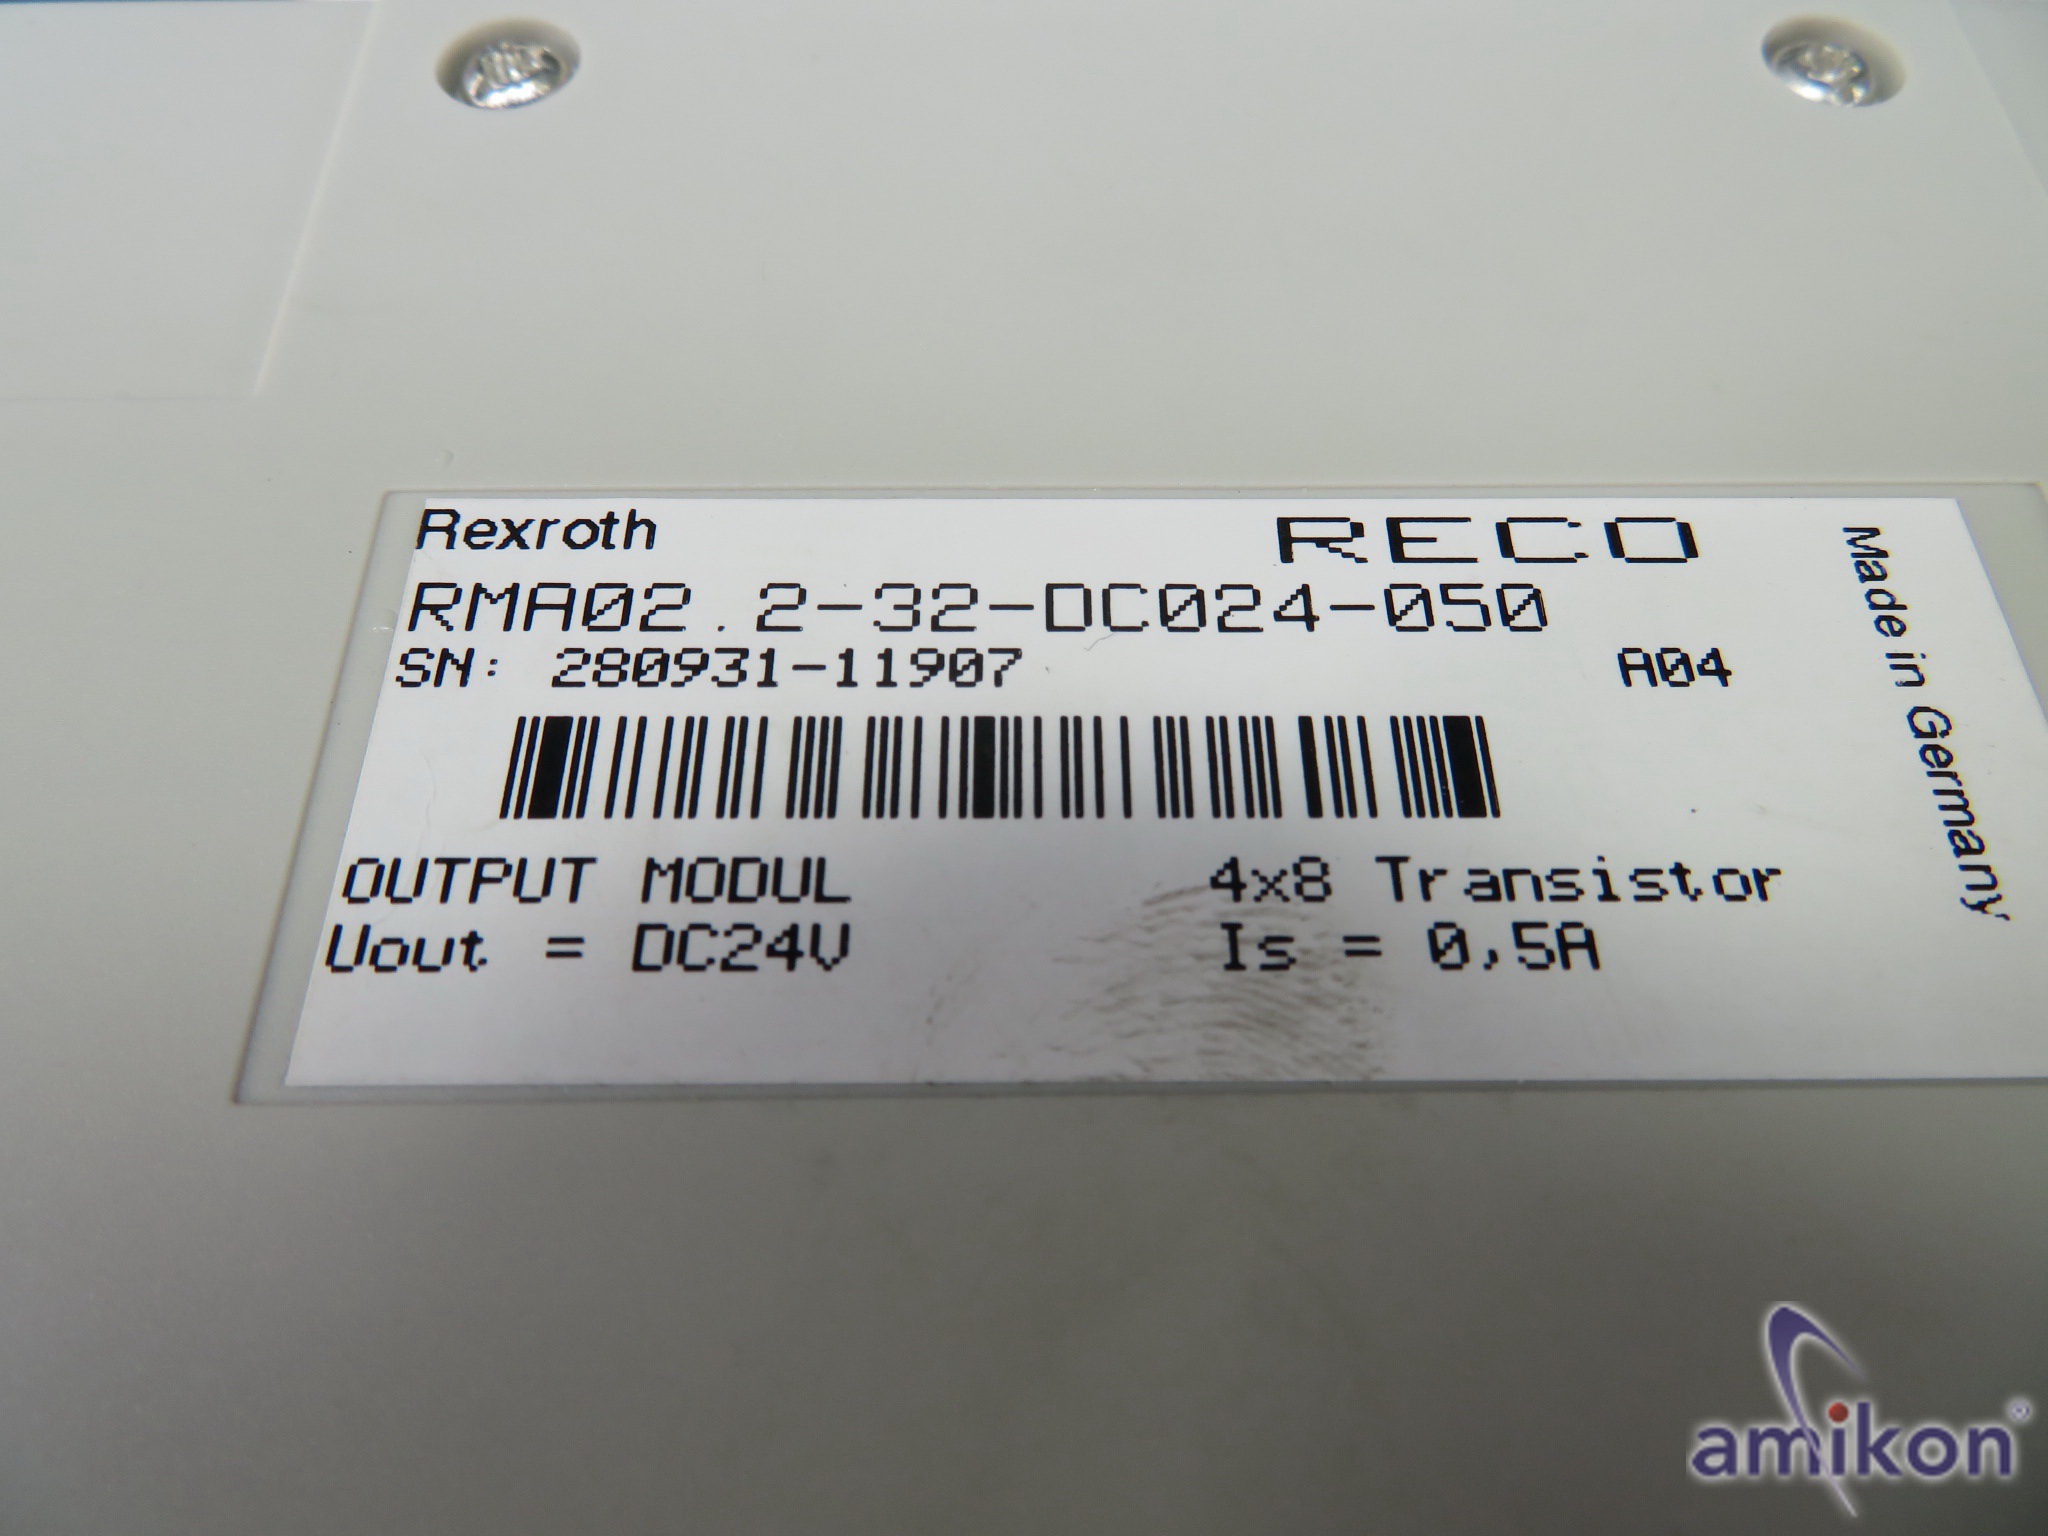 Rexroth RECO
RMA02.2-32-DC024-050
SN: 280931-11907 A04
OUTPUT MODUL 4x8 Transistor
Uout = DC24V Is = 0,5A
Made in Germany
amikon®